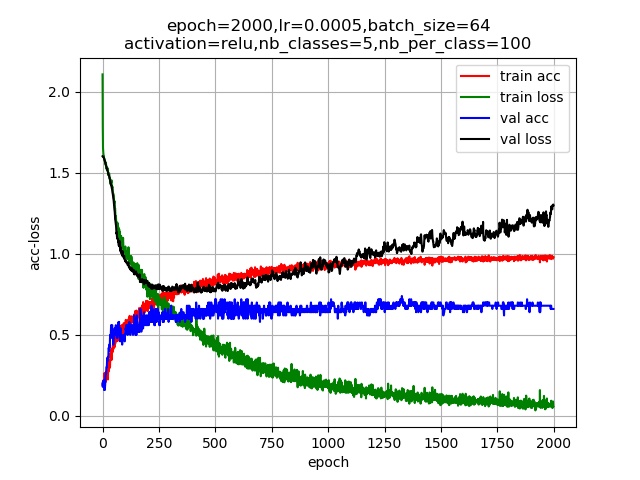 epoch=2000,lr=0.0005,batch_size=64
activation=relu,nb_classes=5,nb_per_class=100
train acc
train loss
val acc
val loss
2.0
1.5
1.0
0.5
0.0
acc-loss
0 250 500 750 1000 1250 1500 1750 2000
epoch